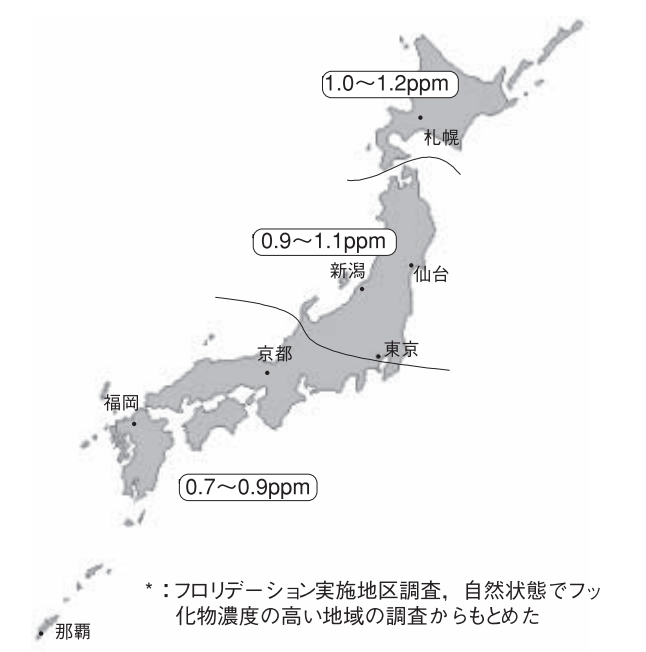 1.0〜1.2ppm
札幌
0.9〜1.1ppm
新潟
仙台
東京
京都
福岡
0.7〜0.9ppm
*：フロリデーション実施地区調査，自然状態でフッ
化物濃度の高い地域の調査からもとめた
那覇